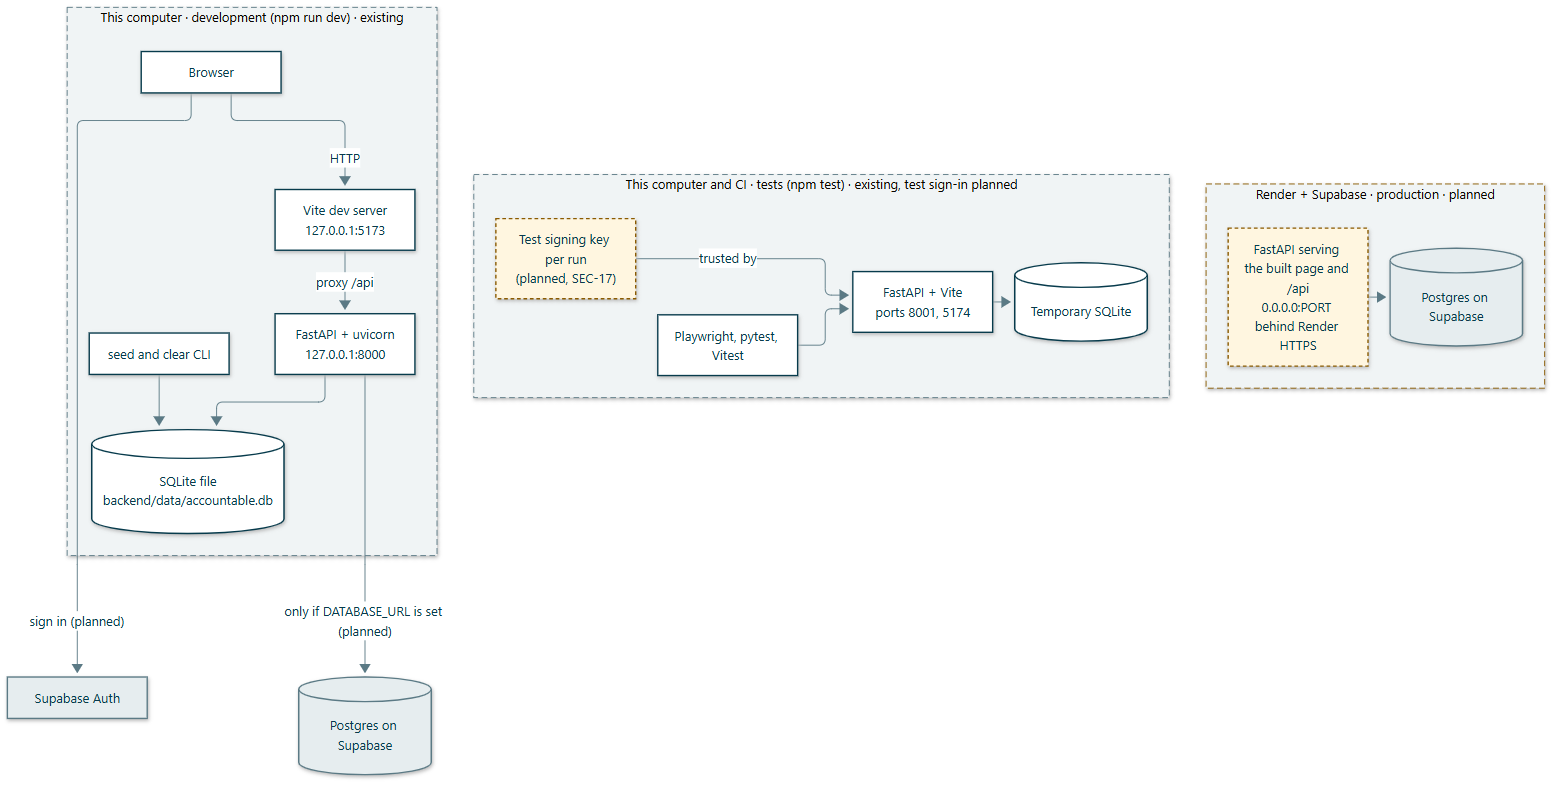 This computer · development (npm run dev) · existing
Browser
HTTP
Vite dev server
127.0.0.1:5173
proxy /api
FastAPI + uvicorn
127.0.0.1:8000
seed and clear CLI
SQLite file
backend/data/accountable.db
sign in (planned)
only if DATABASE_URL is set
(planned)
Supabase Auth
Postgres on
Supabase
This computer and CI · tests (npm test) · existing, test sign-in planned
Test signing key
per run
(planned, SEC-17)
trusted by
Playwright, pytest,
Vitest
FastAPI + Vite
ports 8001, 5174
Temporary SQLite
Render + Supabase · production · planned
FastAPI serving
the built page and
/api
0.0.0.0:PORT
behind Render
HTTPS
Postgres on
Supabase